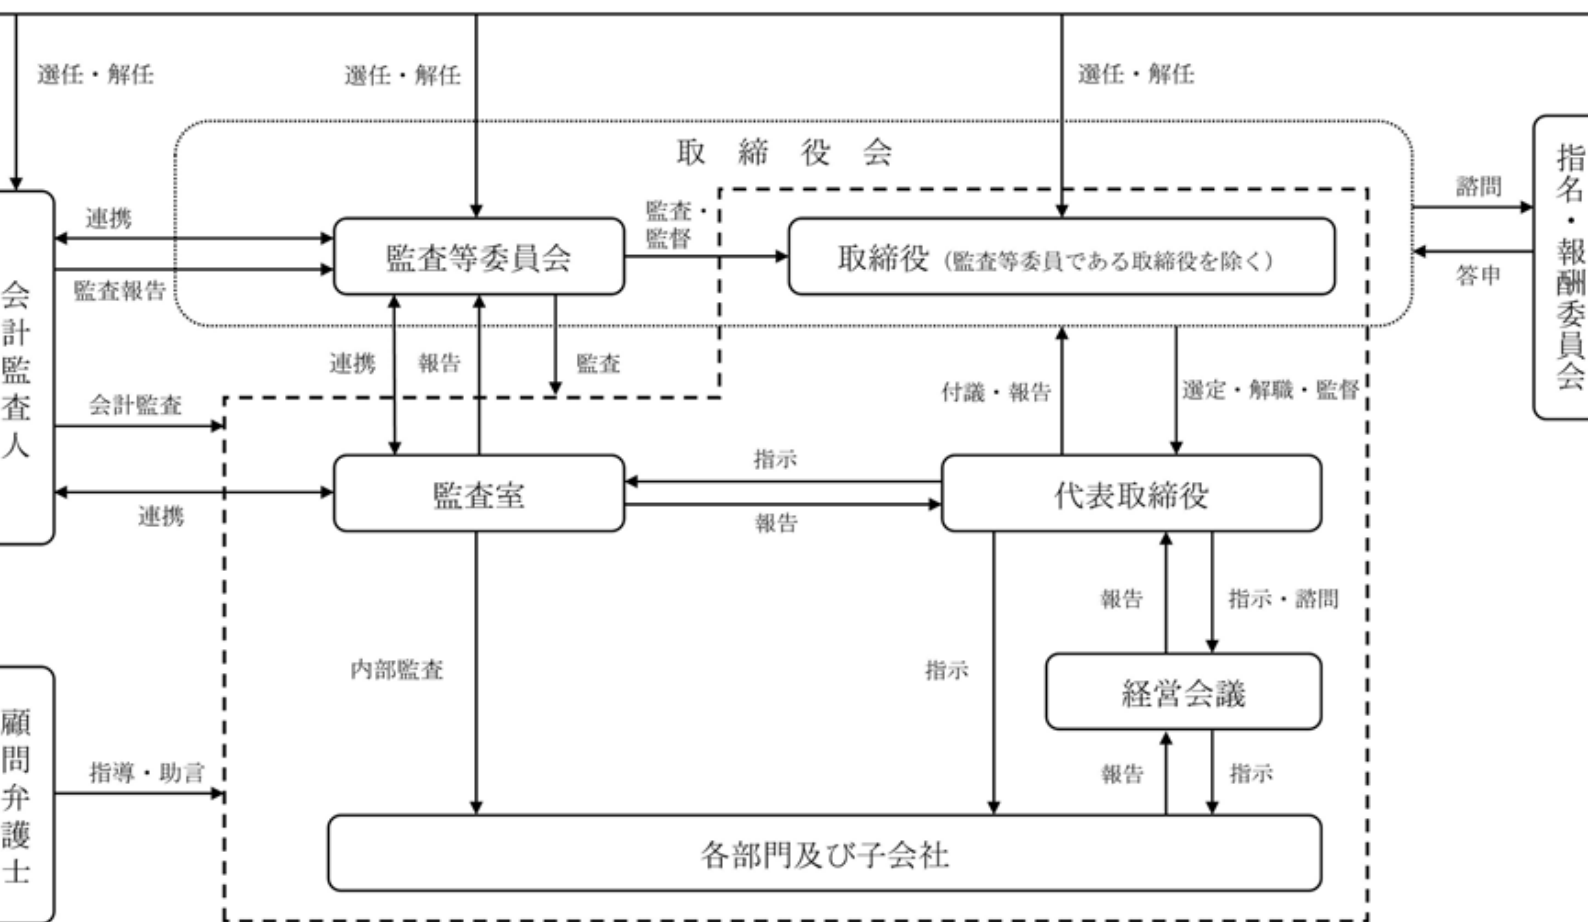 選任・解任
選任・解任
選任・解任
取締役会
指名・報酬委員会
諮問
答申
連携
監査報告
会計監査人
監査等委員会
監査・
監督
取締役（監査等委員である取締役を除く）
連携
報告
監査
付議・報告
選定・解職・監督
会計監査
連携
監査室
指示
報告
代表取締役
報告
指示・諮問
内部監査
指示
経営会議
顧問弁護士
指導・助言
報告
指示
各部門及び子会社